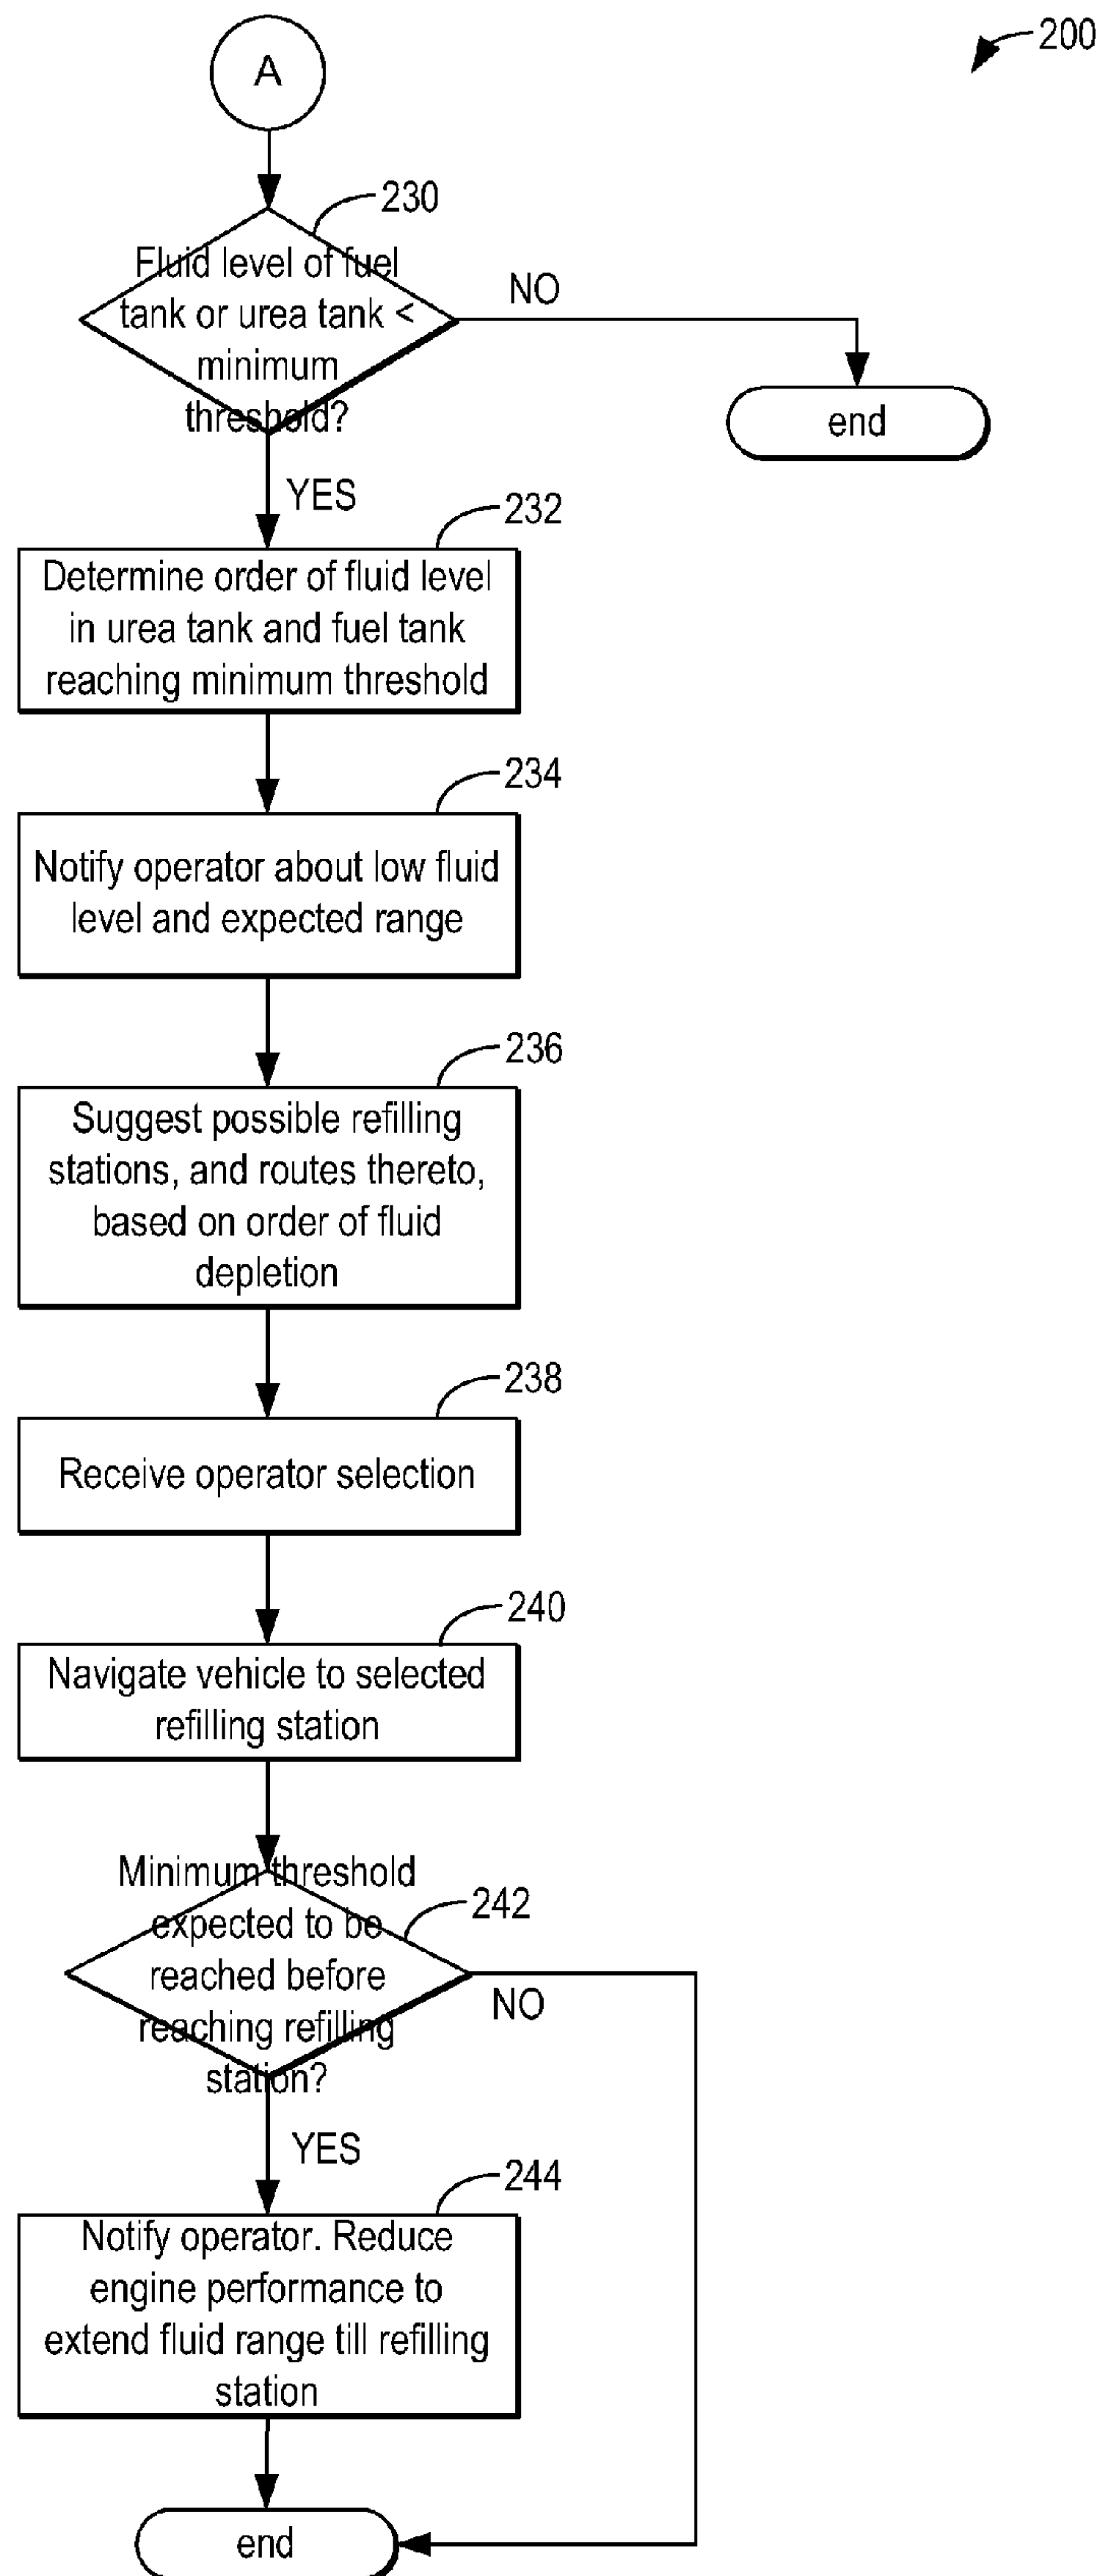 A
200
230
Fluid level of fuel
tank or urea tank <
minimum
threshold?
NO
end
YES
232
Determine order of fluid level
in urea tank and fuel tank
reaching minimum threshold
234
Notify operator about low fluid
level and expected range
236
Suggest possible refilling
stations, and routes thereto,
based on order of fluid
depletion
238
Receive operator selection
240
Navigate vehicle to selected
refilling station
Minimum threshold
expected to be
reached before
reaching refilling
station?
242
NO
YES
244
Notify operator. Reduce
engine performance to
extend fluid range till refilling
station
end